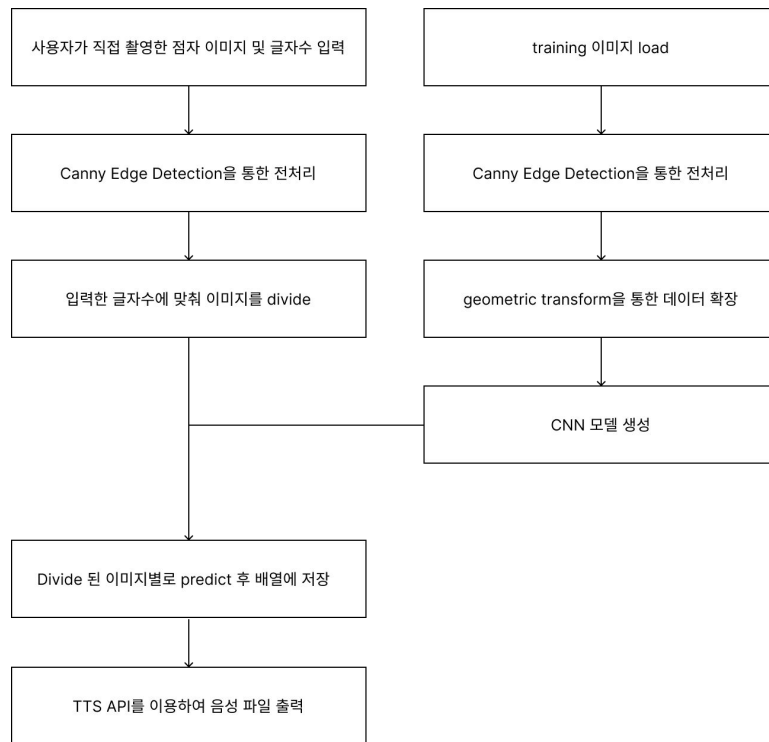 사용자가 직접 촬영한 점자 이미지 및 글자수 입력
training 이미지 load
Canny Edge Detection을 통한 전처리
Canny Edge Detection을 통한 전처리
입력한 글자수에 맞춰 이미지를 divide
geometric transform을 통한 데이터 확장
CNN 모델 생성
Divide 된 이미지별로 predict 후 배열에 저장
TTS API를 이용하여 음성 파일 출력